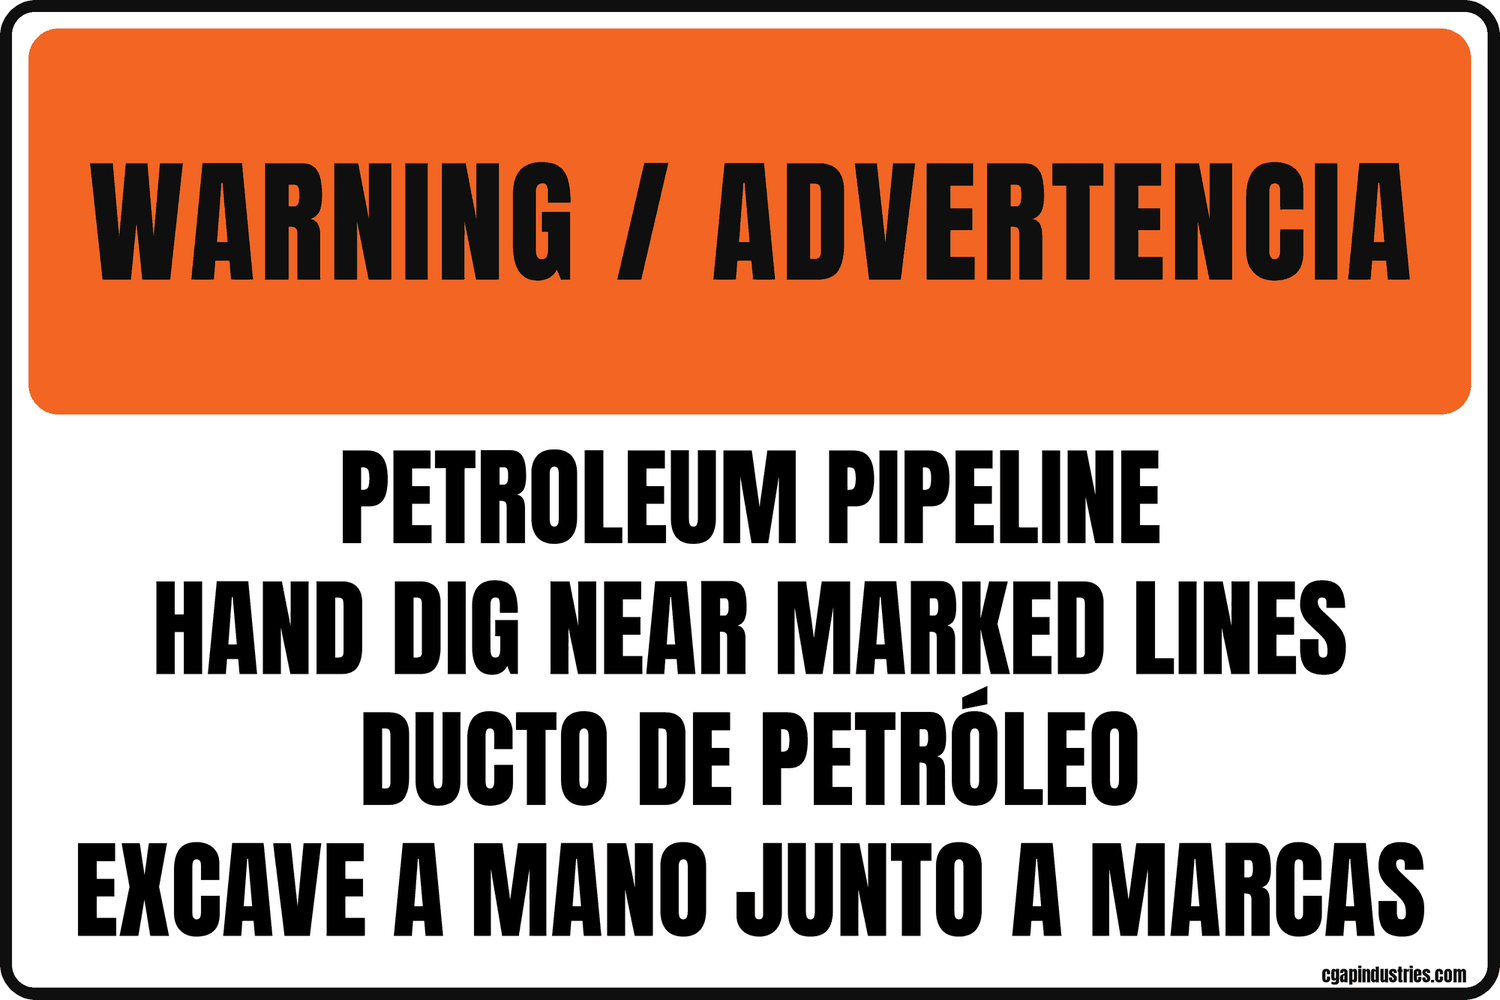 WARNING / ADVERTENCIA
PETROLEUM PIPELINE
HAND DIG NEAR MARKED LINES
DUCTO DE PETRÓLEO
EXCAVE A MANO JUNTO A MARCAS
cgapindustries.com